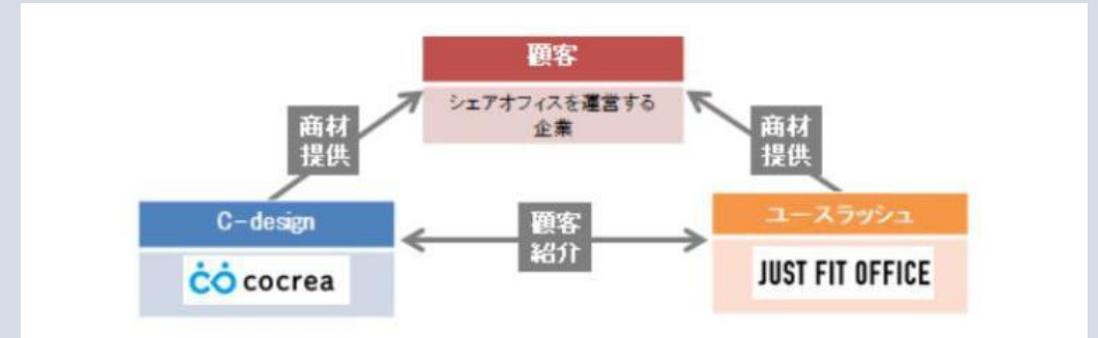 顧客
シェアオフィスを運営する
企業
商材
提供
商材
提供
C-design
cocrea
顧客
紹介
ユースラッシュ
JUST FIT OFFICE